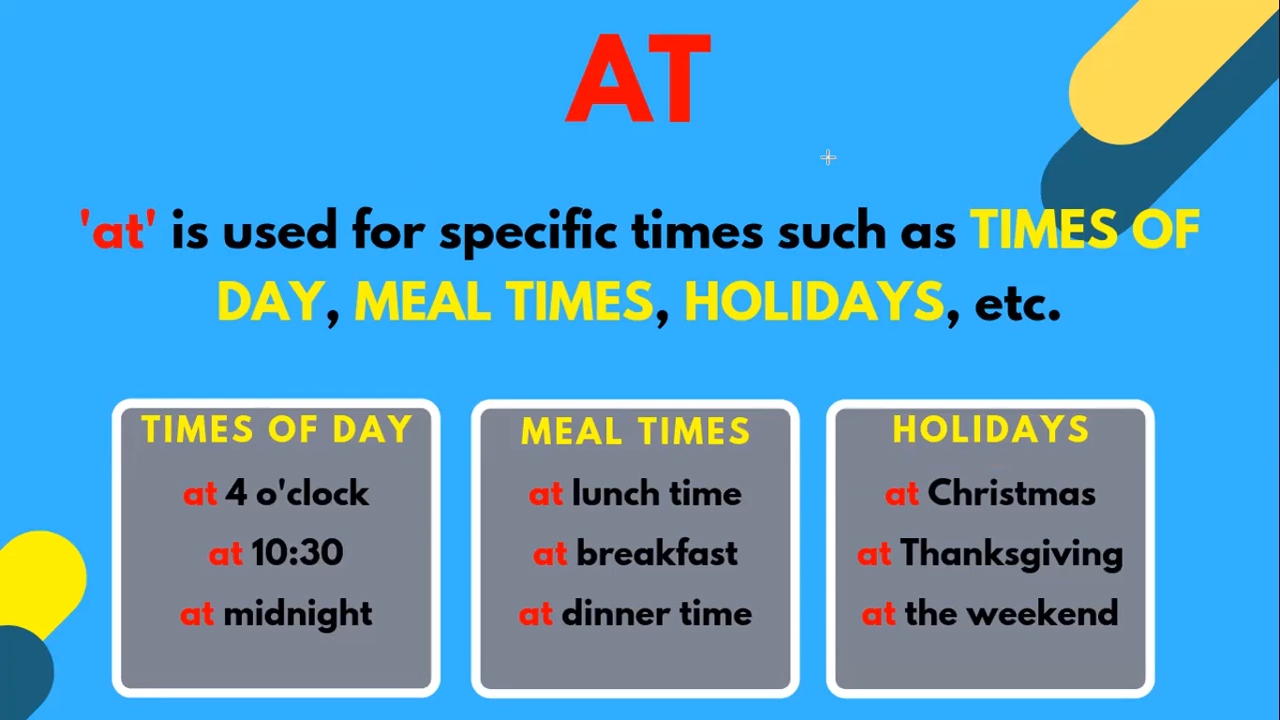 AT
'at' is used for specific times such as TIMES OF
DAY, MEAL TIMES, HOLIDAYS, etc.
TIMES OF DAY
at 4 o'clock
at 10:30
at midnight
MEAL TIMES
at lunch time
at breakfast
at dinner time
HOLIDAYS
at Christmas
at Thanksgiving
at the weekend